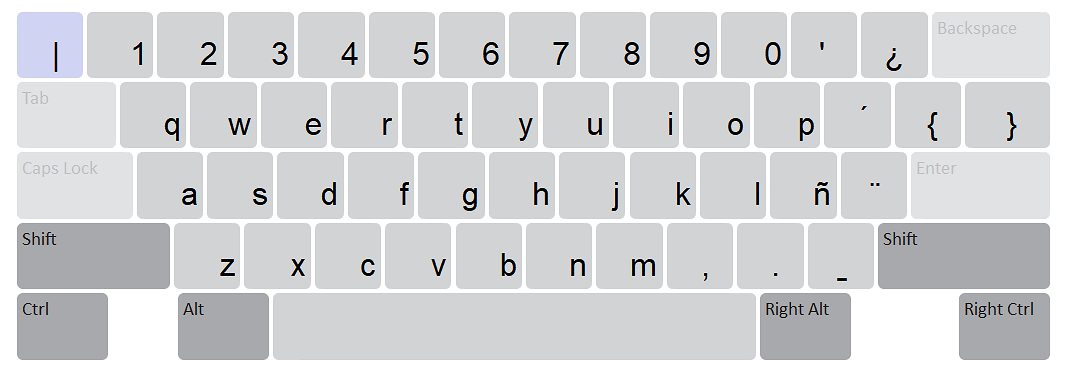 | 1 2 3 4 5 6 7 8 9 0 ' ¿ Backspace
Tab q w e r t y u i o p ´ { }
Caps Lock a s d f g h j k l ñ ¨ Enter
Shift z x c v b n m , . - Shift
Ctrl Alt Right Alt Right Ctrl